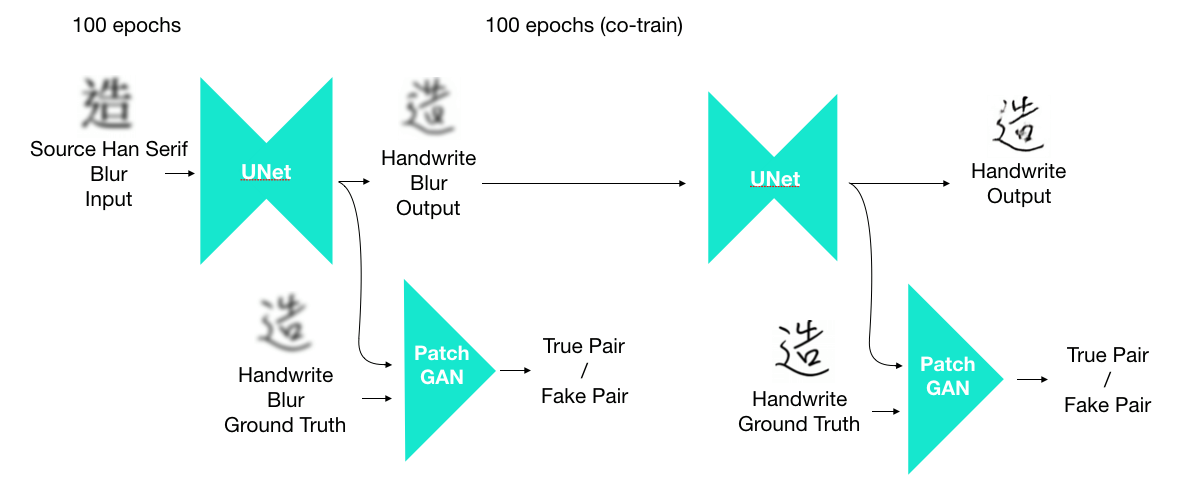 100 epochs
100 epochs (co-train)
造
Source Han Serif
Blur
Input
UNet
造
Handwrite
Blur
Output
UNet
造
Handwrite
Output
造
Handwrite
Blur
Ground Truth
Patch
GAN
True Pair
/
Fake Pair
造
Handwrite
Ground Truth
Patch
GAN
True Pair
/
Fake Pair